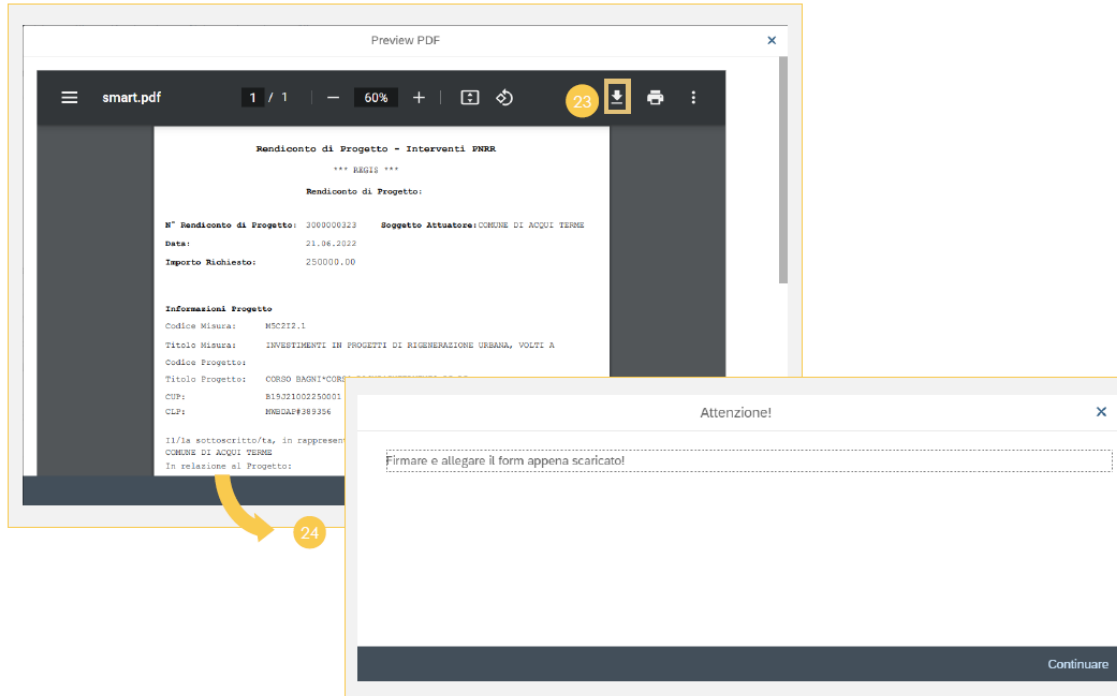 Preview PDF
smart.pdf 1 / 1 60% 23
Rendiconto di Progetto - Interventi PNRR
*** REGIS ***
Rendiconto di Progetto:
N° Rendiconto di Progetto: 3000000323 Soggetto Attuatore: COMUNE DI ACQUI TERME
Data: 21.06.2022
Importo Richiesto: 250000.00
Informazioni Progetto
Codice Misura: M5C2I2.1
Titolo Misura: INVESTIMENTI IN PROGETTI DI RIGENERAZIONE URBANA, VOLTI A
Codice Progetto:
Titolo Progetto: CORSO BAGNI*CORSO
CUP: B19J21002250001
CLP: MWBDAP#389356
Il/la sottoscritto/ta, in rappresen
COMUNE DI ACQUI TERME
In relazione al Progetto:
24
Attenzione!
Firmare e allegare il form appena scaricato!
Continuare